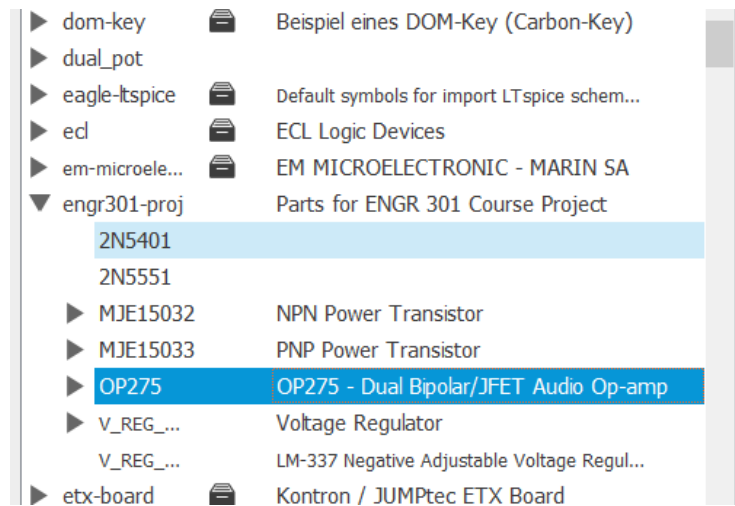 dom-key Beispiel eines DOM-Key (Carbon-Key)
dual_pot
eagle-ltspice Default symbols for import LTspice schem...
ecl ECL Logic Devices
em-microele... EM MICROELECTRONIC - MARIN SA
engr301-proj Parts for ENGR 301 Course Project
2N5401
2N5551
MJE15032 NPN Power Transistor
MJE15033 PNP Power Transistor
OP275 OP275 - Dual Bipolar/JFET Audio Op-amp
V_REG_... Voltage Regulator
V_REG_... LM-337 Negative Adjustable Voltage Regul...
etx-board Kontron / JUMPtec ETX Board